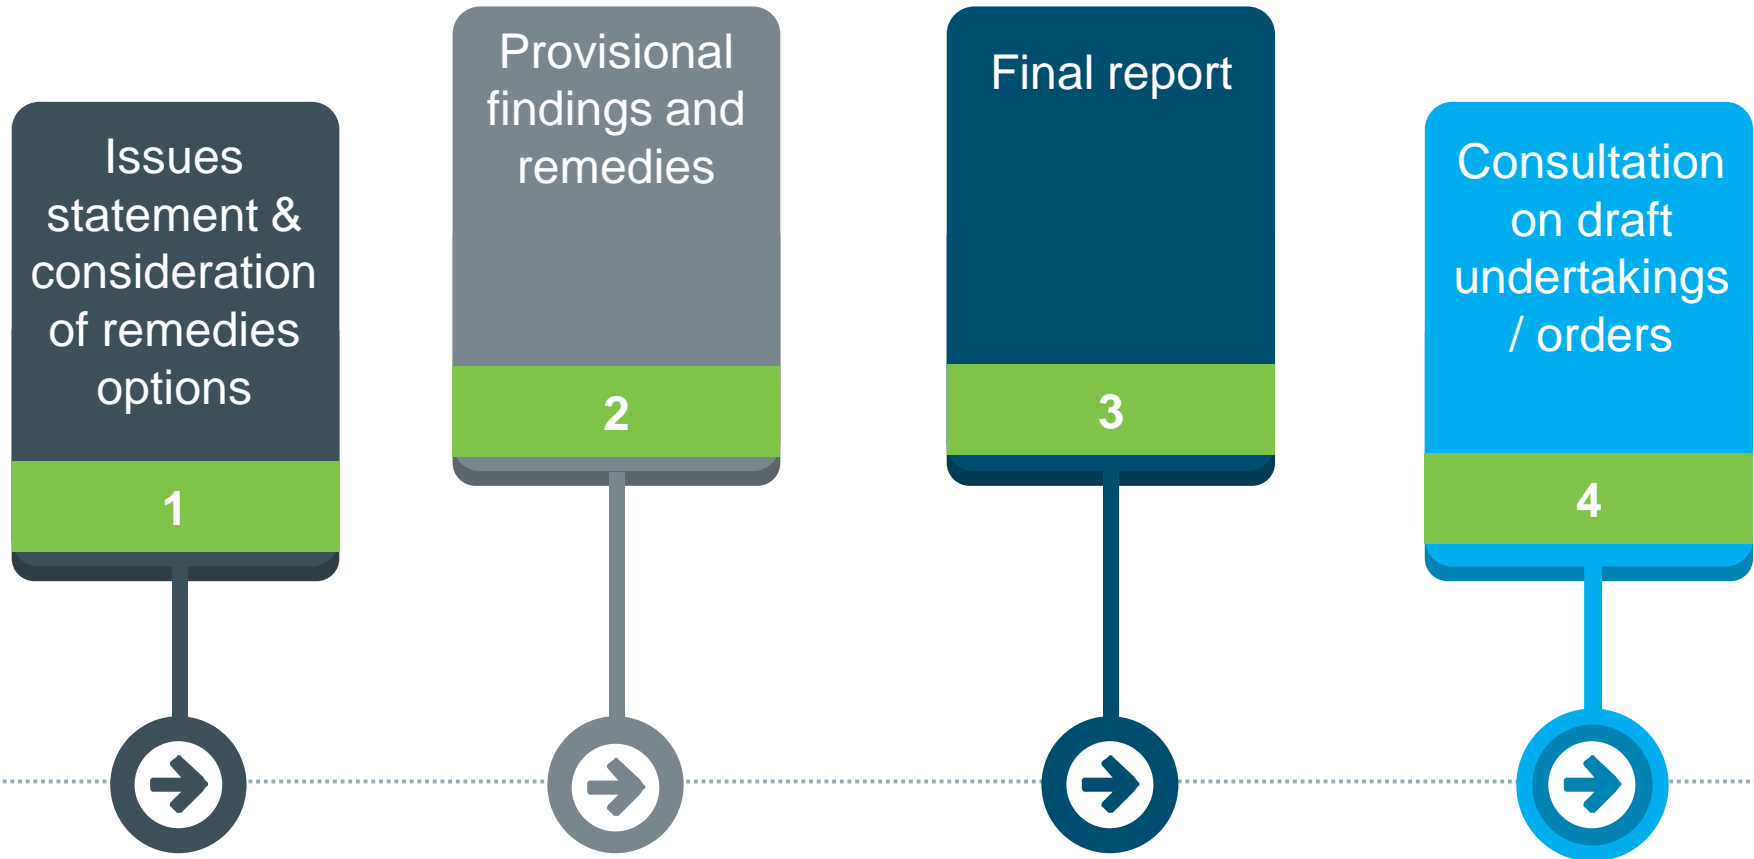 Issues
statement &
consideration
of remedies
options
1
Provisional
findings and
remedies
2
Final report
3
Consultation
on draft
undertakings
/ orders
4